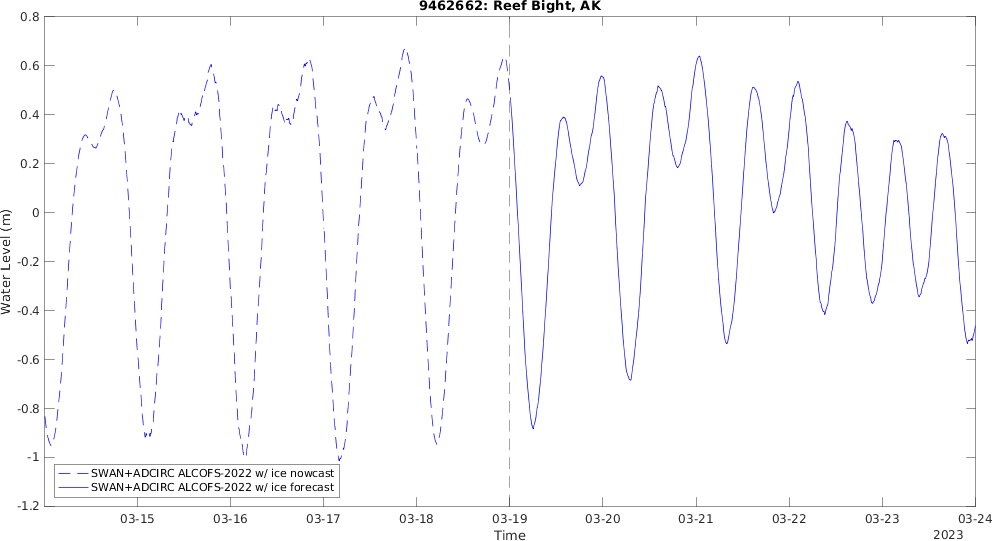 9462662: Reef Bight, AK
0.8
0.6
0.4
0.2
0
-0.2
-0.4
-0.6
-0.8
-1
-1.2
Water Level (m)
SWAN+ADCIRC ALCOFS-2022 w/ ice nowcast
SWAN+ADCIRC ALCOFS-2022 w/ ice forecast
03-15 03-16 03-17 03-18 03-19 03-20 03-21 03-22 03-23 03-24
Time
2023